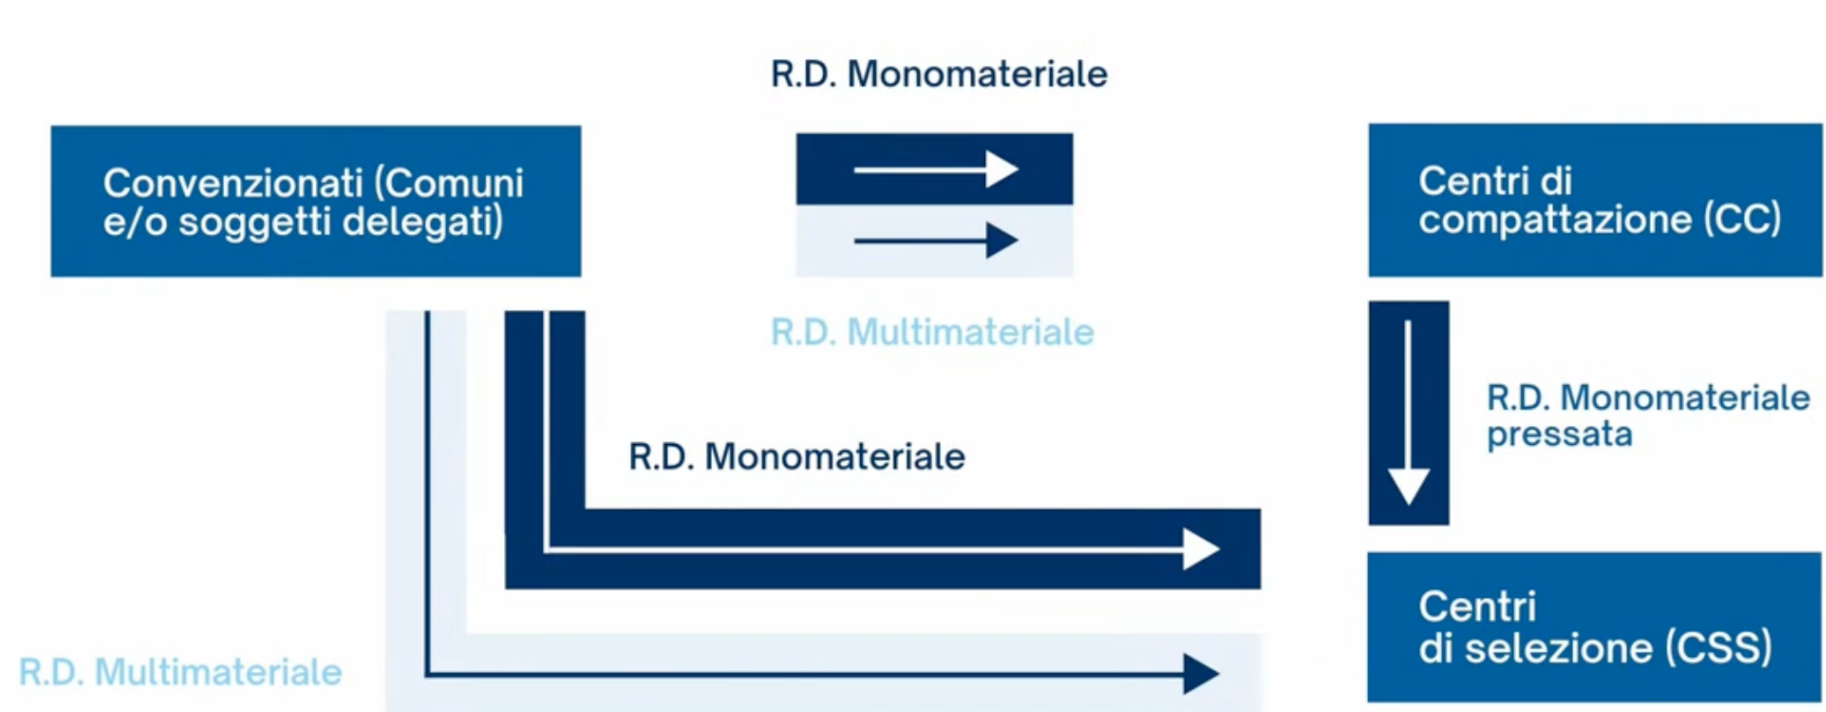 R.D. Monomateriale
Convenzionati (Comuni
e/o soggetti delegati)
Centri di
compattazione (CC)
R.D. Multimateriale
R.D. Monomateriale
pressata
R.D. Monomateriale
Centri
di selezione (CSS)
R.D. Multimateriale